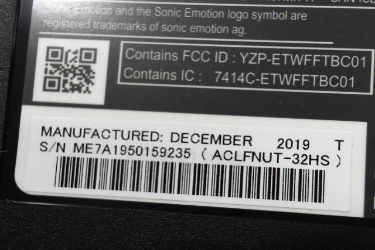 Emotion and the Sonic Emotion logo symbol are
registered trademarks of sonic emotion ag.
Contains FCC ID : YZP-ETWFFTBC01
Contains IC : 7414C-ETWFFTBC01
MANUFACTURED: DECEMBER 2019 T
S/N ME7A1950159235 ( ACLFNUT-32HS )